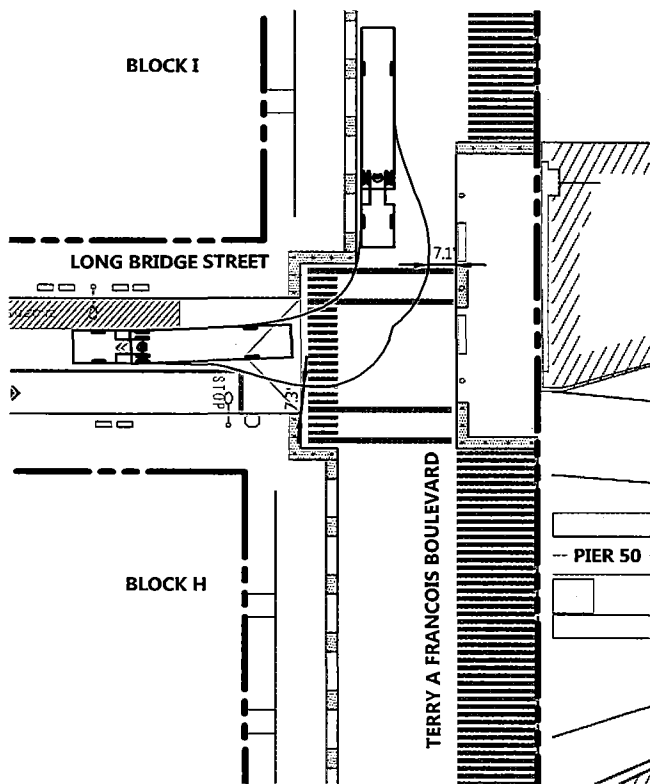 BLOCK I
LONG BRIDGE STREET
7.1'
7.3'
STOP
BLOCK H
TERRY A FRANCOIS BOULEVARD
PIER 50